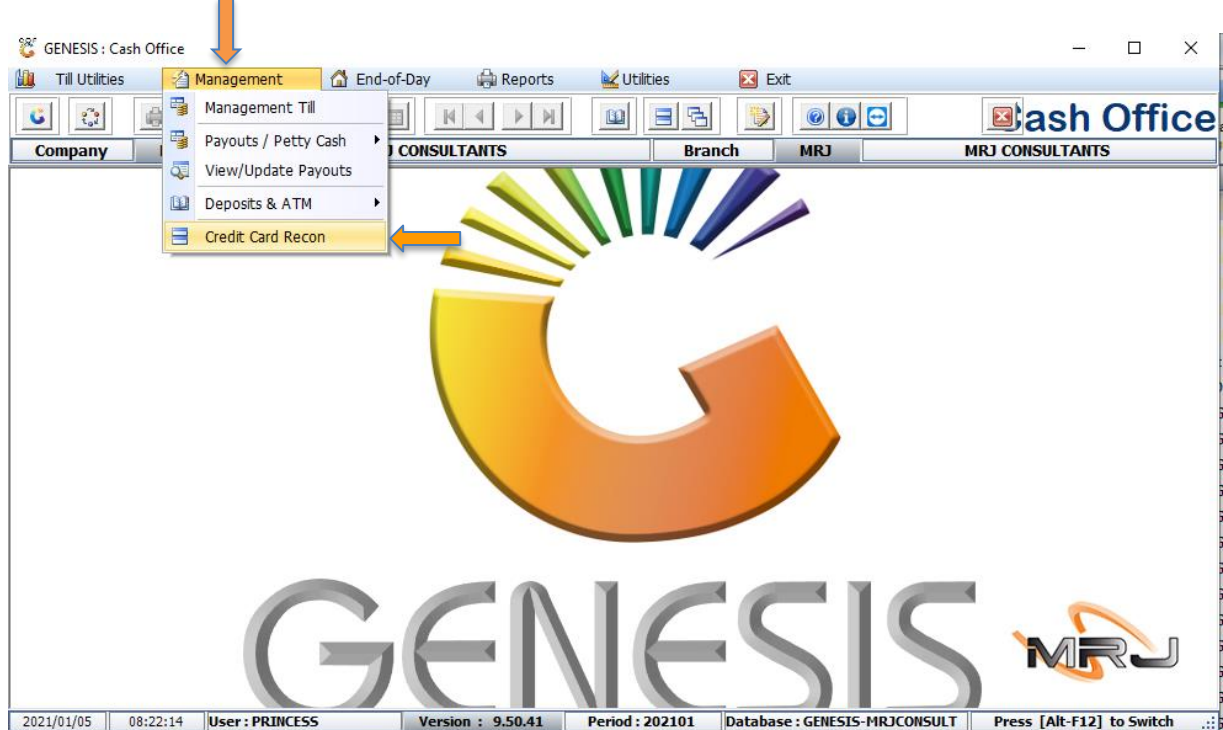 GENESIS : Cash Office
Till Utilities Management End-of-Day Reports Utilities Exit
Management Till
Payouts / Petty Cash
View/Update Payouts
Deposits & ATM
Credit Card Recon
ash Office
Company CONSULTANTS Branch MRJ MRJ CONSULTANTS
GENESIS
MRJ
2021/01/05 08:22:14 User : PRINCESS Version : 9.50.41 Period : 202101 Database : GENESIS-MRJCONSULT Press [Alt-F12] to Switch